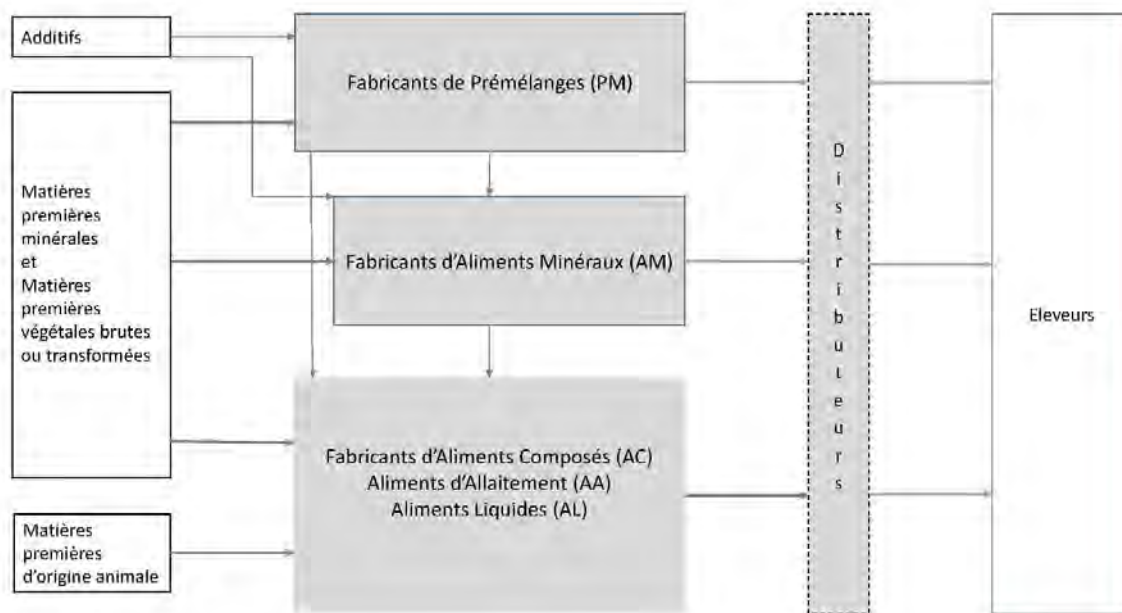 Additifs
Fabricants de Prémélanges (PM)
Matières
premières
minérales
et
Matières
premières
végétales brutes
ou transformées
Fabricants d'Aliments Minéraux (AM)
Fabricants d'Aliments Composés (AC)
Aliments d'Allaitement (AA)
Aliments Liquides (AL)
Matières
premières
d'origine animale
D
i
s
t
r
i
b
u
t
e
u
r
s
Eleveurs